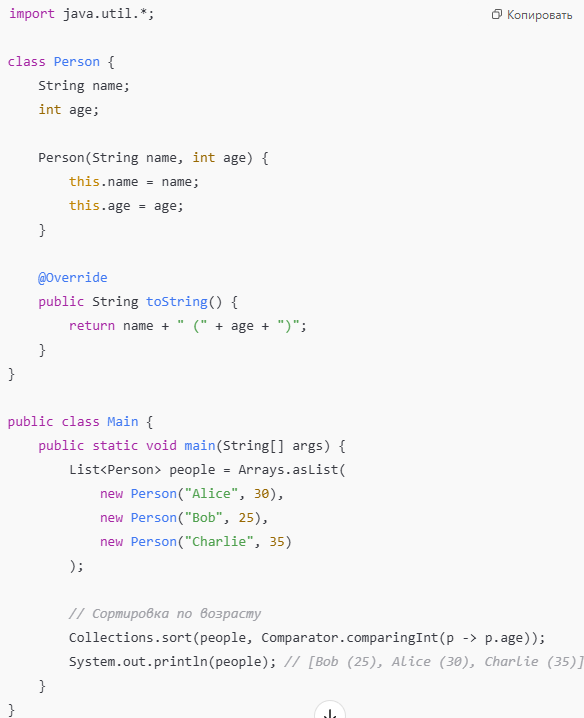 import java.util.*;
Копировать
class Person {
    String name;
    int age;

    Person(String name, int age) {
        this.name = name;
        this.age = age;
    }

    @Override
    public String toString() {
        return name + " (" + age + ")";
    }
}

public class Main {
    public static void main(String[] args) {
        List<Person> people = Arrays.asList(
            new Person("Alice", 30),
            new Person("Bob", 25),
            new Person("Charlie", 35)
        );

        // Сортировка по возрасту
        Collections.sort(people, Comparator.comparingInt(p -> p.age));
        System.out.println(people); // [Bob (25), Alice (30), Charlie (35)]
    }
}